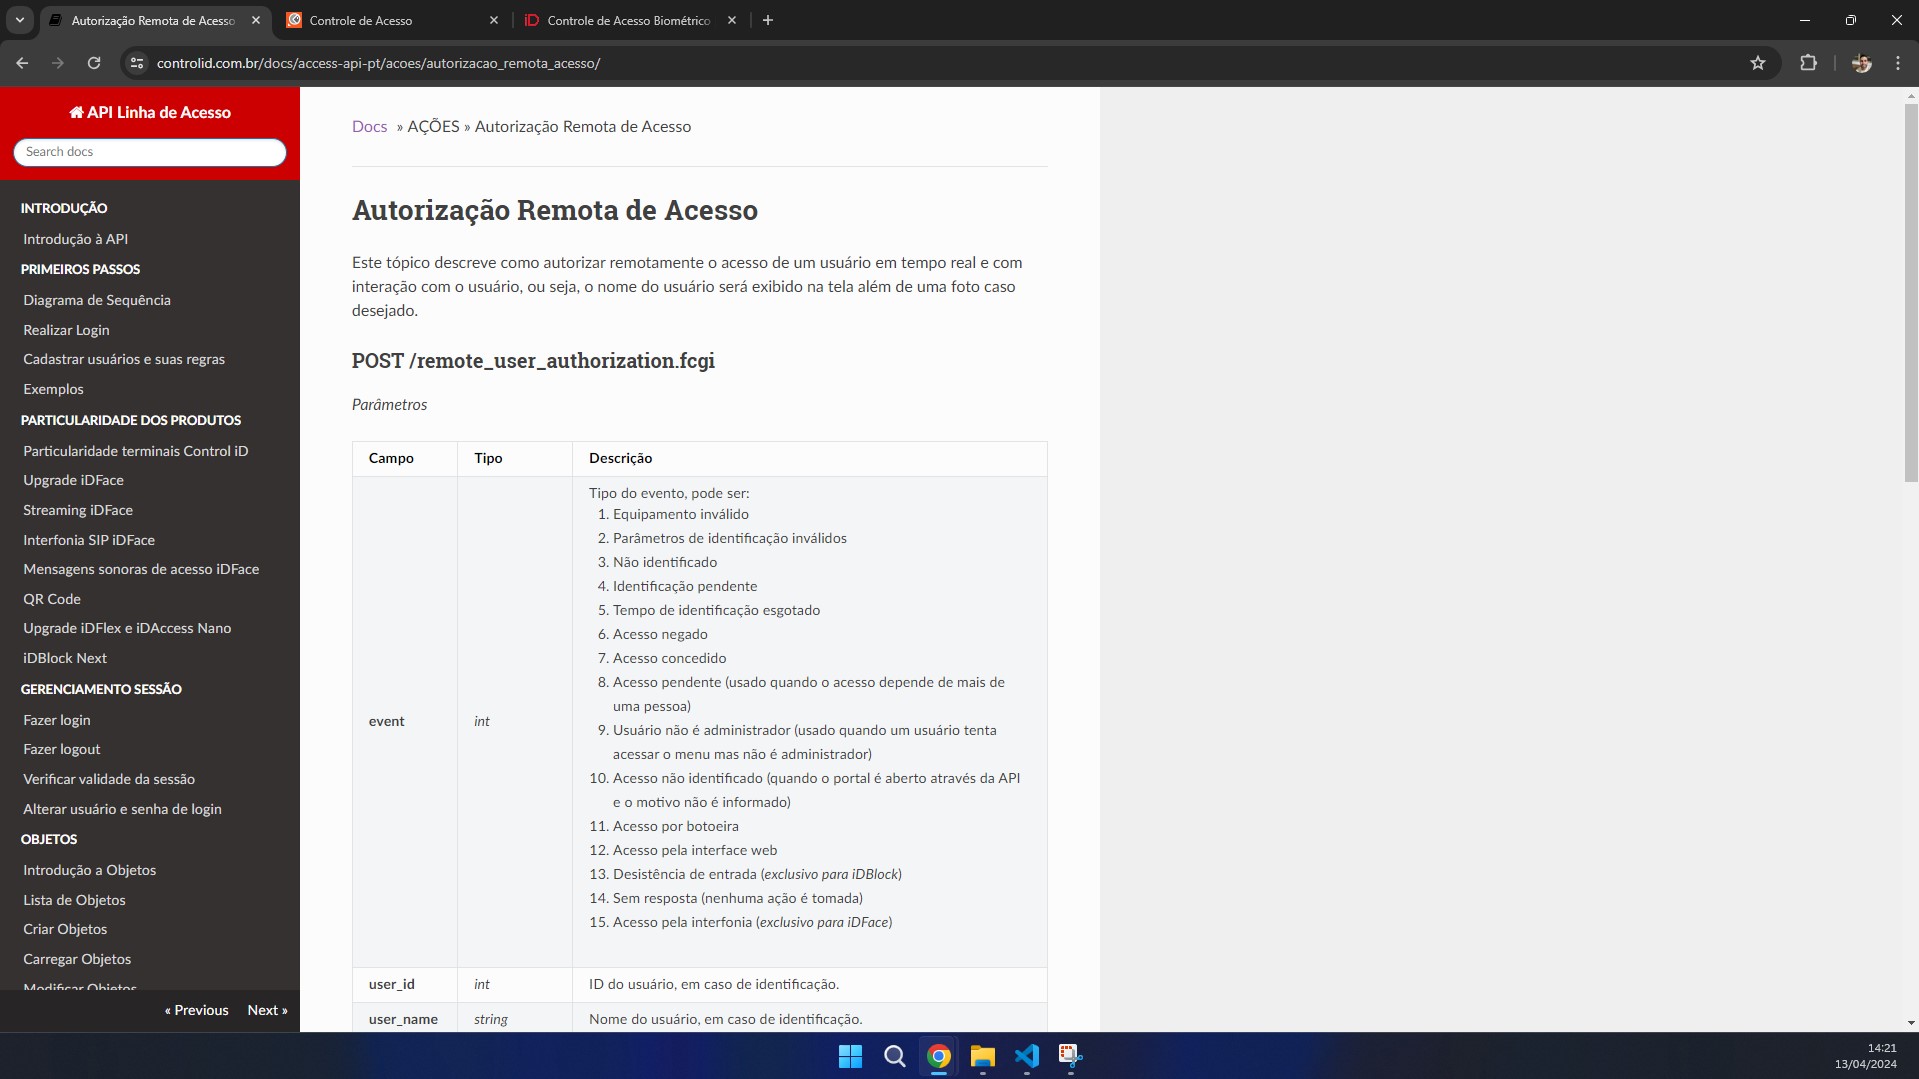 Autorização Remota de Acesso
Controle de Acesso
Controle de Acesso Biométrico
controlid.com.br/docs/access-api-pt/acoes/autorizacao_remota_acesso/
API Linha de Acesso
Search docs
INTRODUÇÃO
Introdução à API
PRIMEIROS PASSOS
Diagrama de Sequência
Realizar Login
Cadastrar usuários e suas regras
Exemplos
PARTICULARIDADE DOS PRODUTOS
Particularidade terminais Control iD
Upgrade iDFace
Streaming iDFace
Interfonia SIP iDFace
Mensagens sonoras de acesso iDFace
QR Code
Upgrade iDFlex e iDAccess Nano
iDBlock Next
GERENCIAMENTO SESSÃO
Fazer login
Fazer logout
Verificar validade da sessão
Alterar usuário e senha de login
OBJETOS
Introdução a Objetos
Lista de Objetos
Criar Objetos
Carregar Objetos
Modificar Objetos
« Previous Next »
Docs » AÇÕES » Autorização Remota de Acesso
Autorização Remota de Acesso
Este tópico descreve como autorizar remotamente o acesso de um usuário em tempo real e com
interação com o usuário, ou seja, o nome do usuário será exibido na tela além de uma foto caso
desejado.
POST /remote_user_authorization.fcgi
Parâmetros
Campo Tipo Descrição
Tipo do evento, pode ser:
1. Equipamento inválido
2. Parâmetros de identificação inválidos
3. Não identificado
4. Identificação pendente
5. Tempo de identificação esgotado
6. Acesso negado
7. Acesso concedido
8. Acesso pendente (usado quando o acesso depende de mais de
uma pessoa)
event int
9. Usuário não é administrador (usado quando um usuário tenta
acessar o menu mas não é administrador)
10. Acesso não identificado (quando o portal é aberto através da API
e o motivo não é informado)
11. Acesso por botoeira
12. Acesso pela interface web
13. Desistência de entrada (exclusivo para iDBlock)
14. Sem resposta (nenhuma ação é tomada)
15. Acesso pela interfonia (exclusivo para iDFace)
user_id int ID do usuário, em caso de identificação.
user_name string Nome do usuário, em caso de identificação.
14:21
13/04/2024